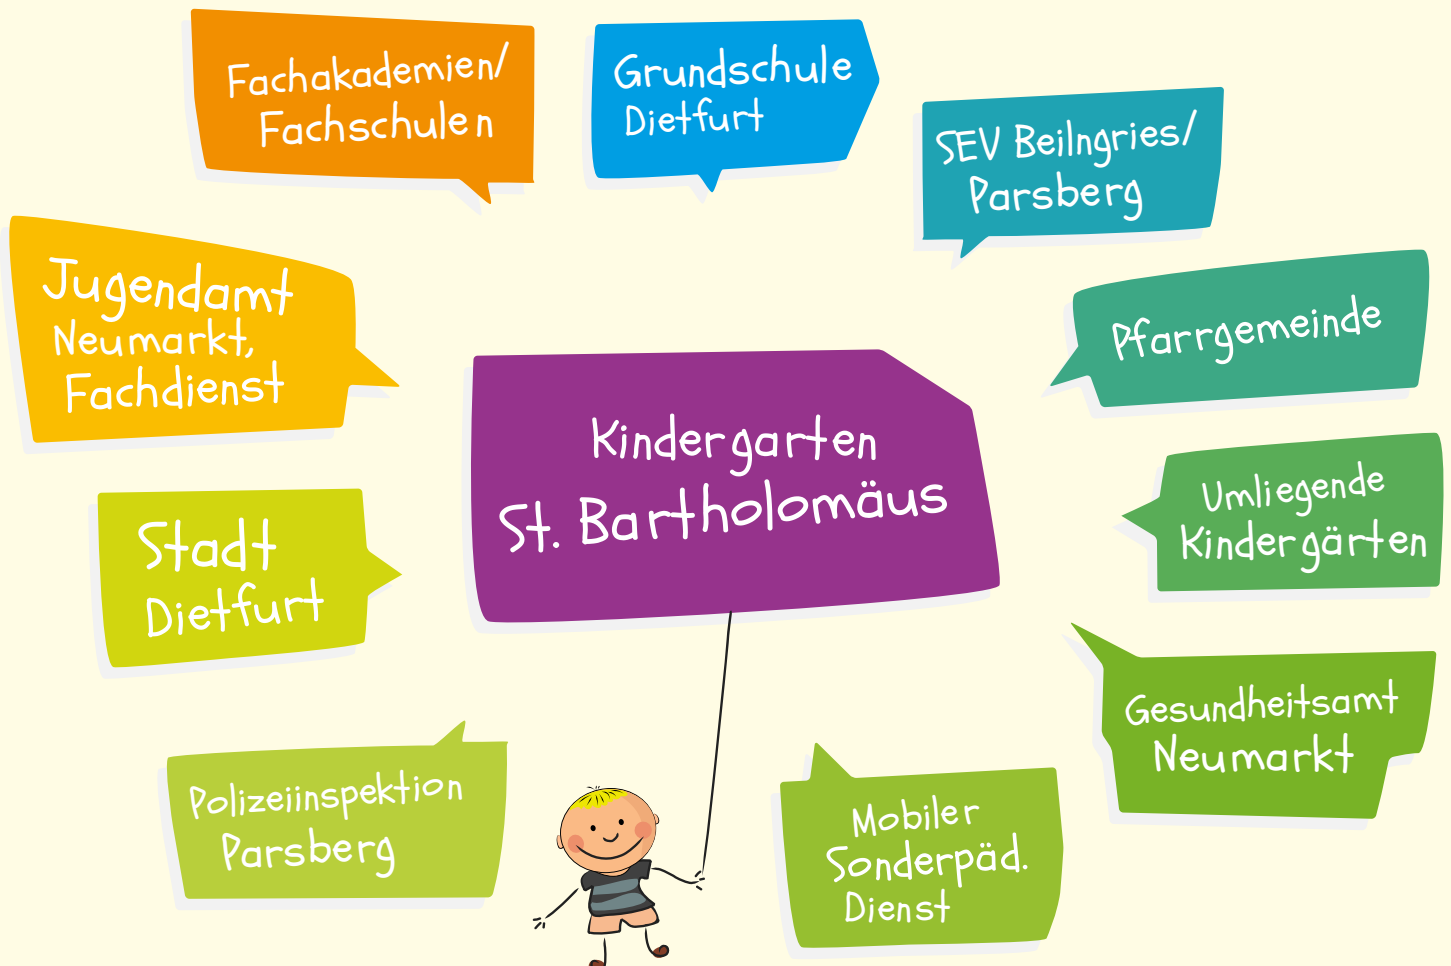 Fachakademien/
Fachschulen
Grundschule
Dietfurt
SEV Beilngries/
Parsberg
Jugendamt
Neumarkt,
Fachdienst
Pfarrgemeinde
Kindergarten
St. Bartholomäus
Umliegende
Kindergärten
Stadt
Dietfurt
Gesundheitsamt
Neumarkt
Polizeiinspektion
Parsberg
Mobiler
Sonderpäd.
Dienst